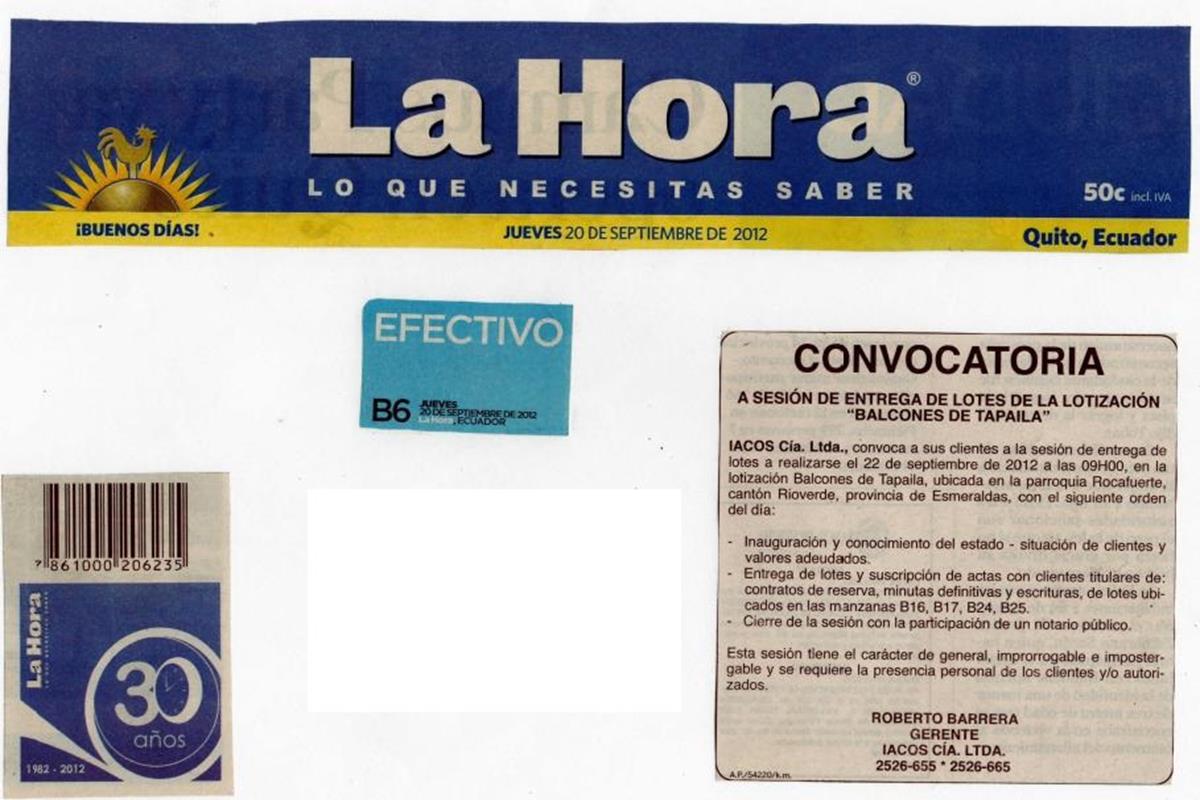 La Hora®
LO QUE NECESITAS SABER
50c incl. IVA
¡BUENOS DÍAS!
JUEVES 20 DE SEPTIEMBRE DE 2012
Quito, Ecuador
EFECTIVO
B6
JUEVES
20 DE SEPTIEMBRE DE 2012
La Hora, ECUADOR
7 861000 206235
La Hora
LO QUE NECESITAS SABER
30
años
1982 - 2012
CONVOCATORIA
A SESIÓN DE ENTREGA DE LOTES DE LA LOTIZACIÓN
“BALCONES DE TAPAILA”
IACOS Cía. Ltda., convoca a sus clientes a la sesión de entrega de
lotes a realizarse el 22 de septiembre de 2012 a las 09H00, en la
lotización Balcones de Tapaila, ubicada en la parroquia Rocafuerte,
cantón Rioverde, provincia de Esmeraldas, con el siguiente orden
del día:
- Inauguración y conocimiento del estado - situación de clientes y
valores adeudados.
- Entrega de lotes y suscripción de actas con clientes titulares de:
contratos de reserva, minutas definitivas y escrituras, de lotes ubi-
cados en las manzanas B16, B17, B24, B25.
- Cierre de la sesión con la participación de un notario público.
Esta sesión tiene el carácter de general, improrrogable e imposter-
gable y se requiere la presencia personal de los clientes y/o autori-
zados.
ROBERTO BARRERA
GERENTE
IACOS CÍA. LTDA.
2526-655 * 2526-665
A.P./54220/k.m.